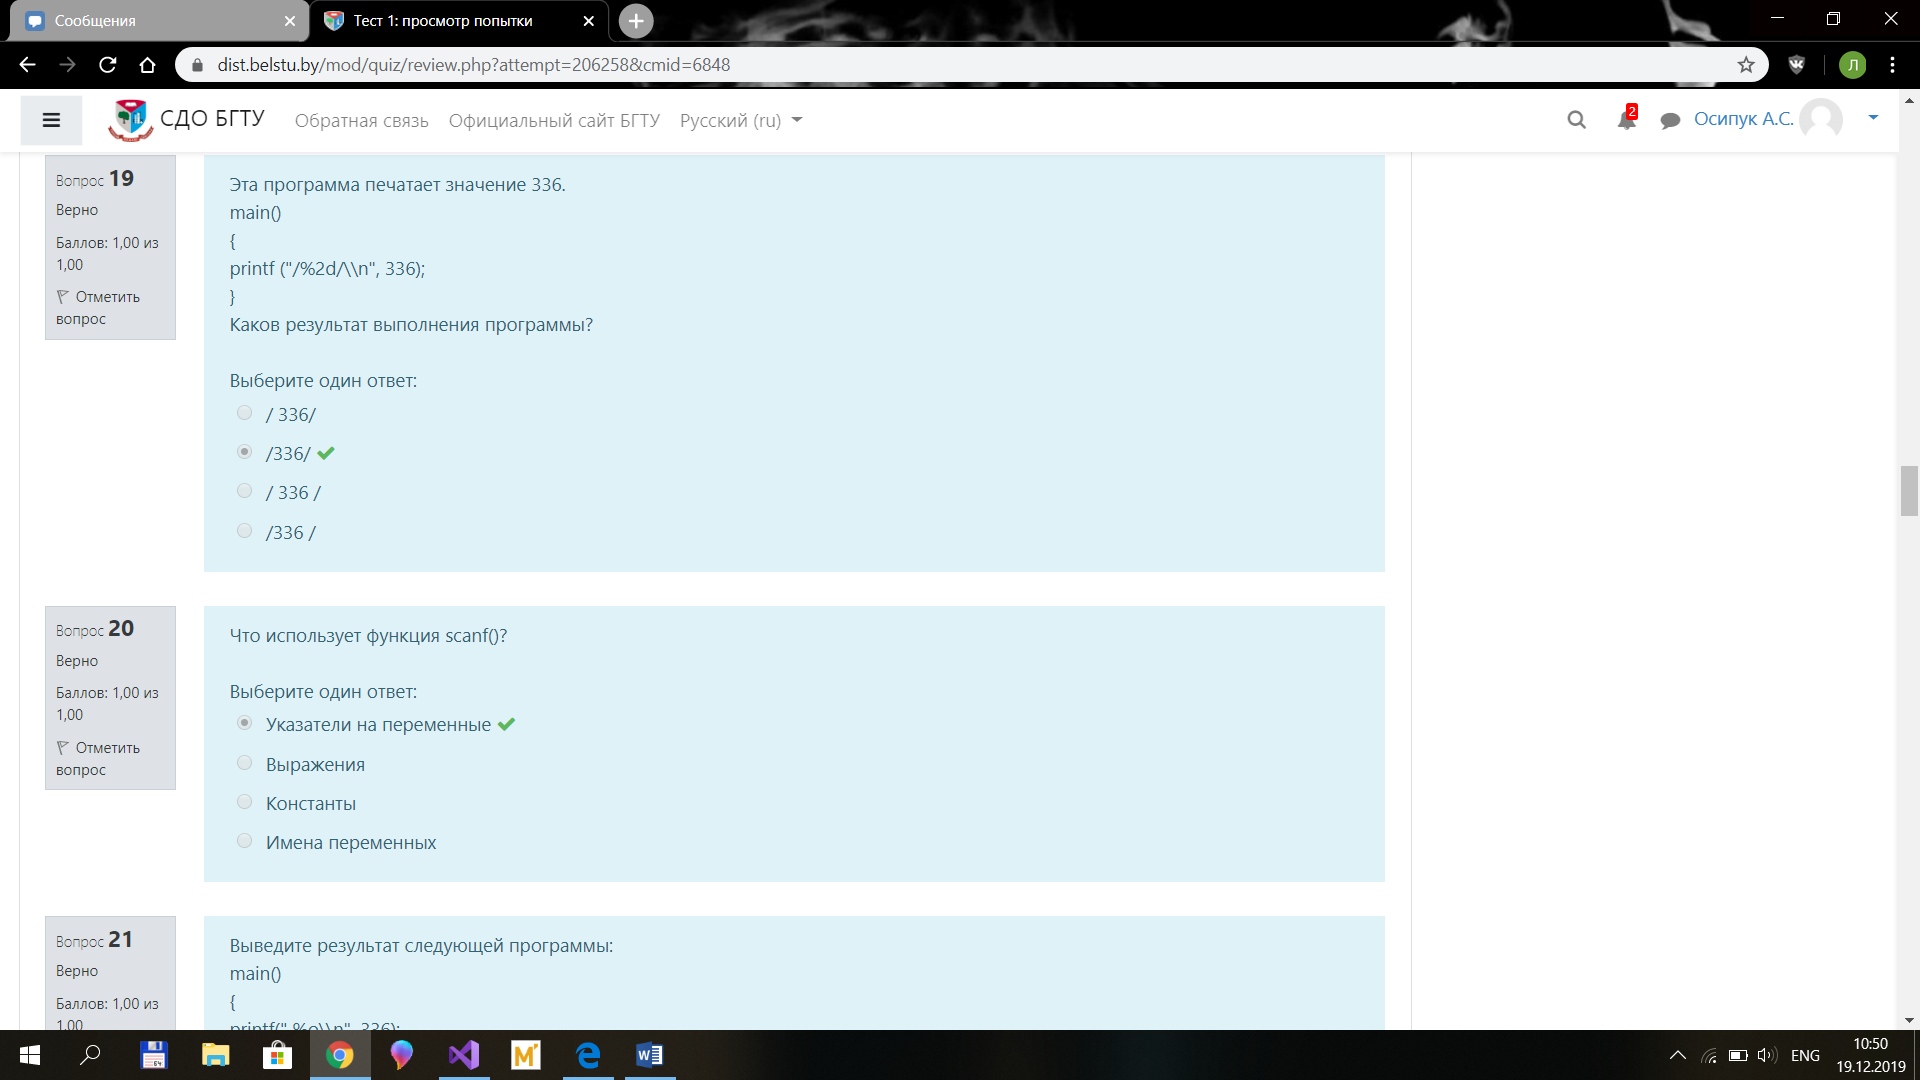 Сообщения
Тест 1: просмотр попытки
dist.belstu.by/mod/quiz/review.php?attempt=206258&cmid=6848
Л
СДО БГТУ
Обратная связь
Официальный сайт БГТУ
Русский (ru)
2
Осипук А.С.
Вопрос 19
Верно
Баллов: 1,00 из
1,00
Отметить
вопрос
Эта программа печатает значение 336.
main()
{
printf ("/%2d/\\n", 336);
}
Каков результат выполнения программы?
Выберите один ответ:
/ 336/
/336/
/ 336 /
/336 /
Вопрос 20
Верно
Баллов: 1,00 из
1,00
Отметить
вопрос
Что использует функция scanf()?
Выберите один ответ:
Указатели на переменные
Выражения
Константы
Имена переменных
Вопрос 21
Верно
Баллов: 1,00 из
1,00
Выведите результат следующей программы:
main()
{
printf(" %o\\n", 336);
64
ENG
10:50
19.12.2019